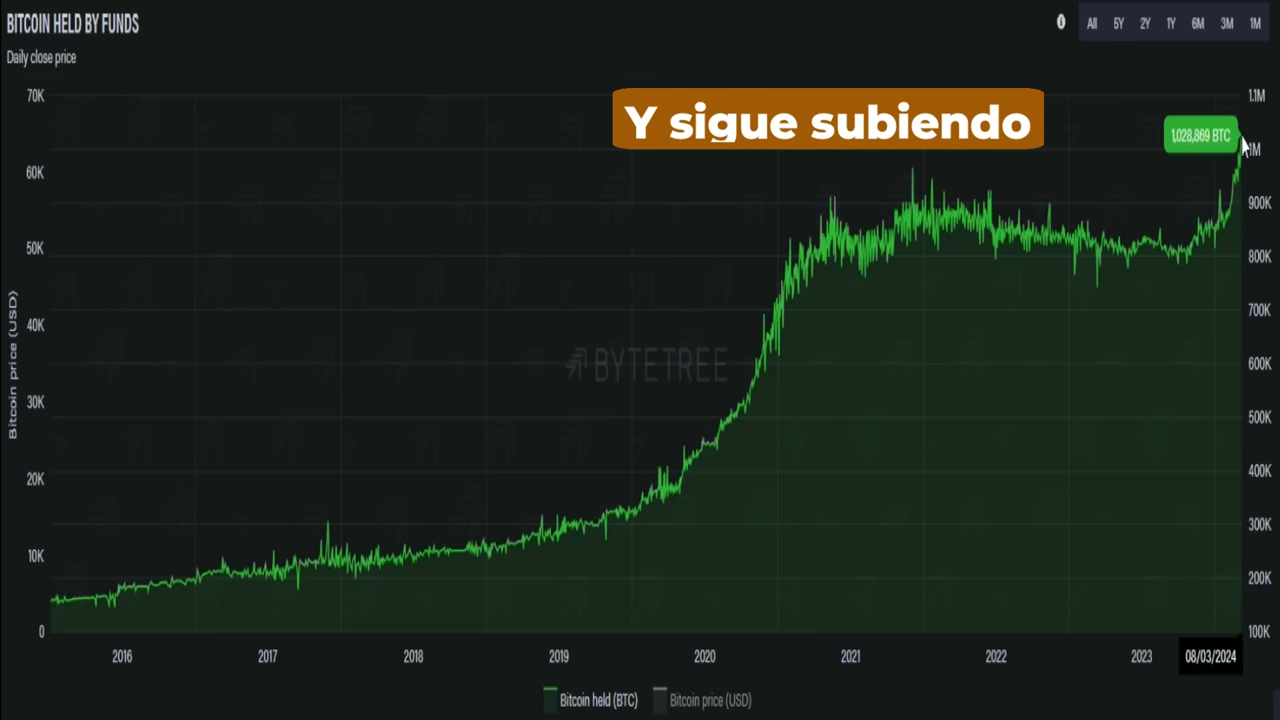 BITCOIN HELD BY FUNDS
All 5Y 2Y 1Y 6M 3M 1M
Daily close price
Y sigue subiendo
1,028,869 BTC
70K
60K
50K
40K
30K
20K
10K
0
Bitcoin price (USD)
1.1M
1M
900K
800K
700K
600K
500K
400K
300K
200K
100K
BYTETREE
2016 2017 2018 2019 2020 2021 2022 2023 08/03/2024
Bitcoin held (BTC) Bitcoin price (USD)